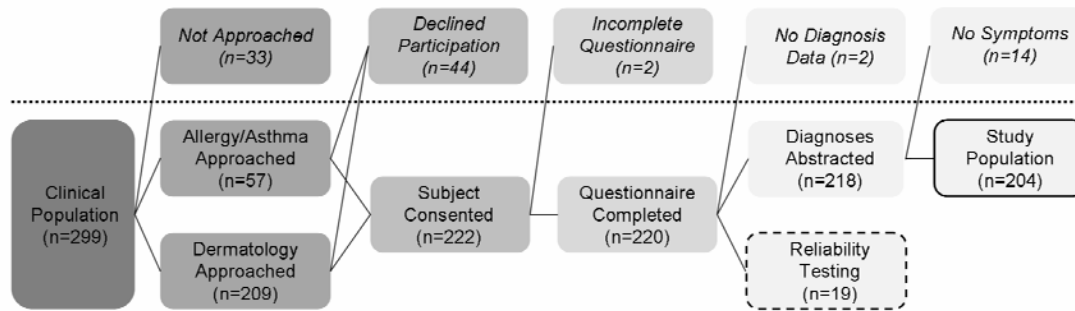 Not Approached
(n=33)
Declined
Participation
(n=44)
Incomplete
Questionnaire
(n=2)
No Diagnosis
Data (n=2)
No Symptoms
(n=14)
Clinical
Population
(n=299)
Allergy/Asthma
Approached
(n=57)
Dermatology
Approached
(n=209)
Subject
Consented
(n=222)
Questionnaire
Completed
(n=220)
Diagnoses
Abstracted
(n=218)
Reliability
Testing
(n=19)
Study
Population
(n=204)